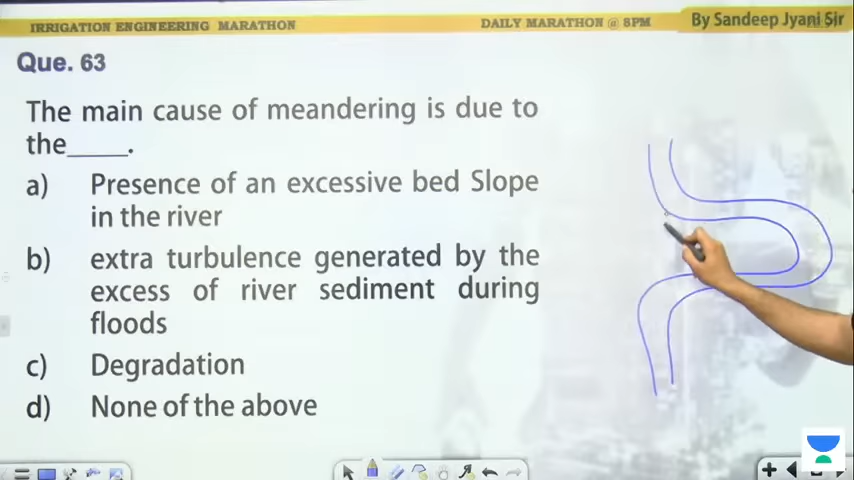 IRRIGATION ENGINEERING MARATHON
DAILY MARATHON @ 8PM
By Sandeep Jyani Sir
Que. 63
The main cause of meandering is due to
the____.
a) Presence of an excessive bed Slope
in the river
b) extra turbulence generated by the
excess of river sediment during
floods
c) Degradation
d) None of the above